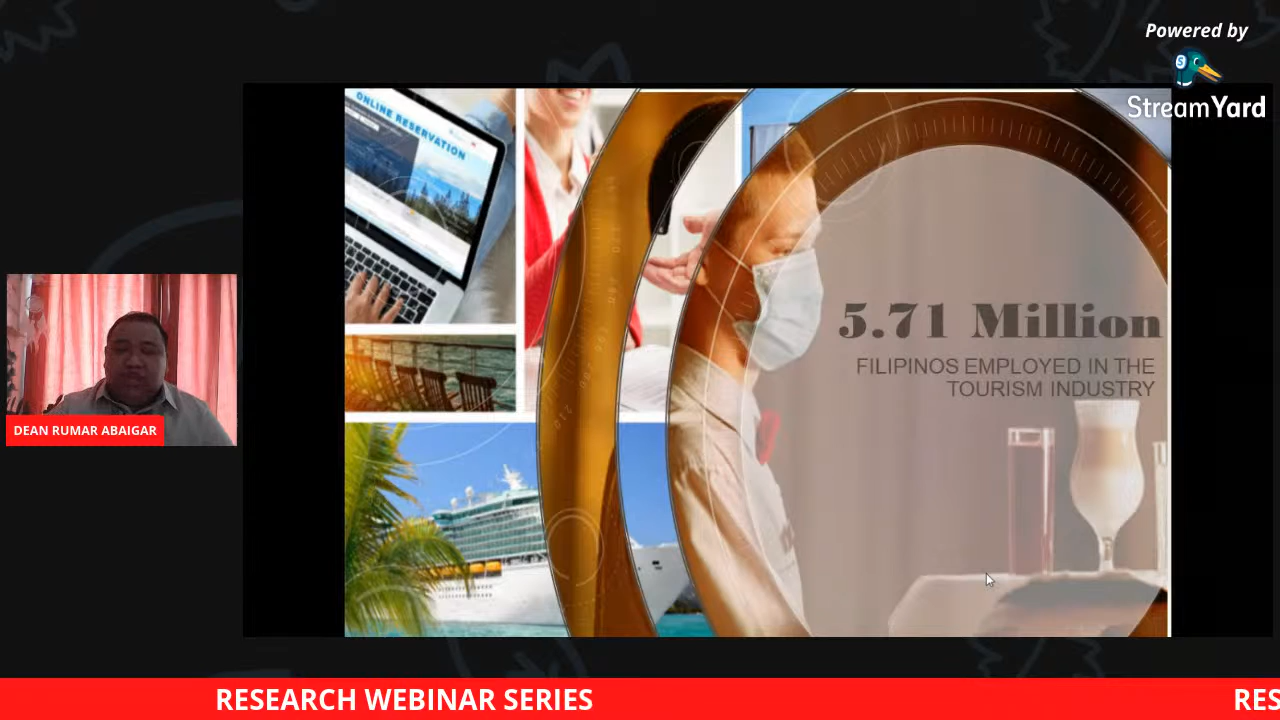 Powered by
StreamYard
ONLINE RESERVATION
5.71 Million
FILIPINOS EMPLOYED IN THE
TOURISM INDUSTRY
DEAN RUMAR ABAIGAR
RESEARCH WEBINAR SERIES
RES